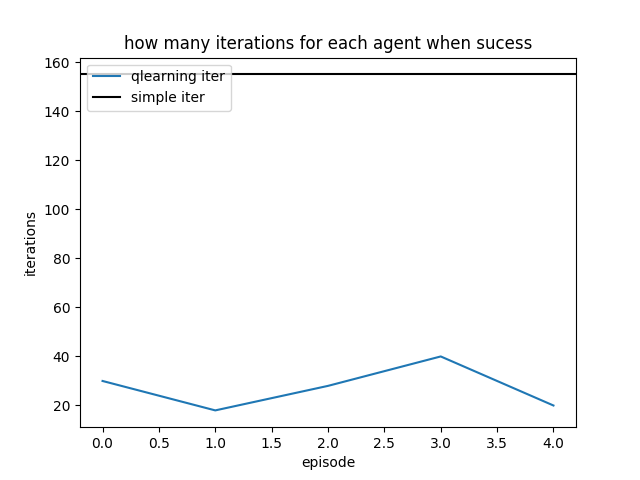 how many iterations for each agent when sucess
qlearning iter
simple iter
160
140
120
100
80
60
40
20
iterations
0.0 0.5 1.0 1.5 2.0 2.5 3.0 3.5 4.0
episode